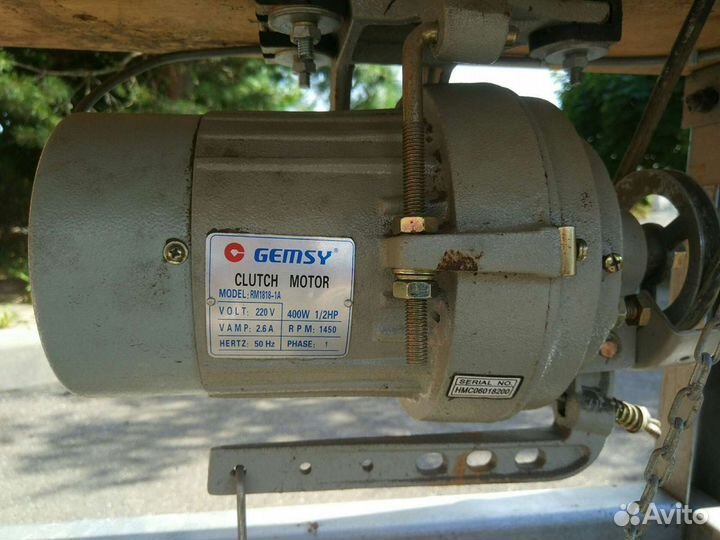 GEMSY®
CLUTCH MOTOR
MODEL: RM1818-1A
VOLT: 220 V 400W 1/2HP
VAMP: 2.6 A RPM: 1450
HERTZ: 50 Hz PHASE: 1
SERIAL NO.
HMC06018200
Avito